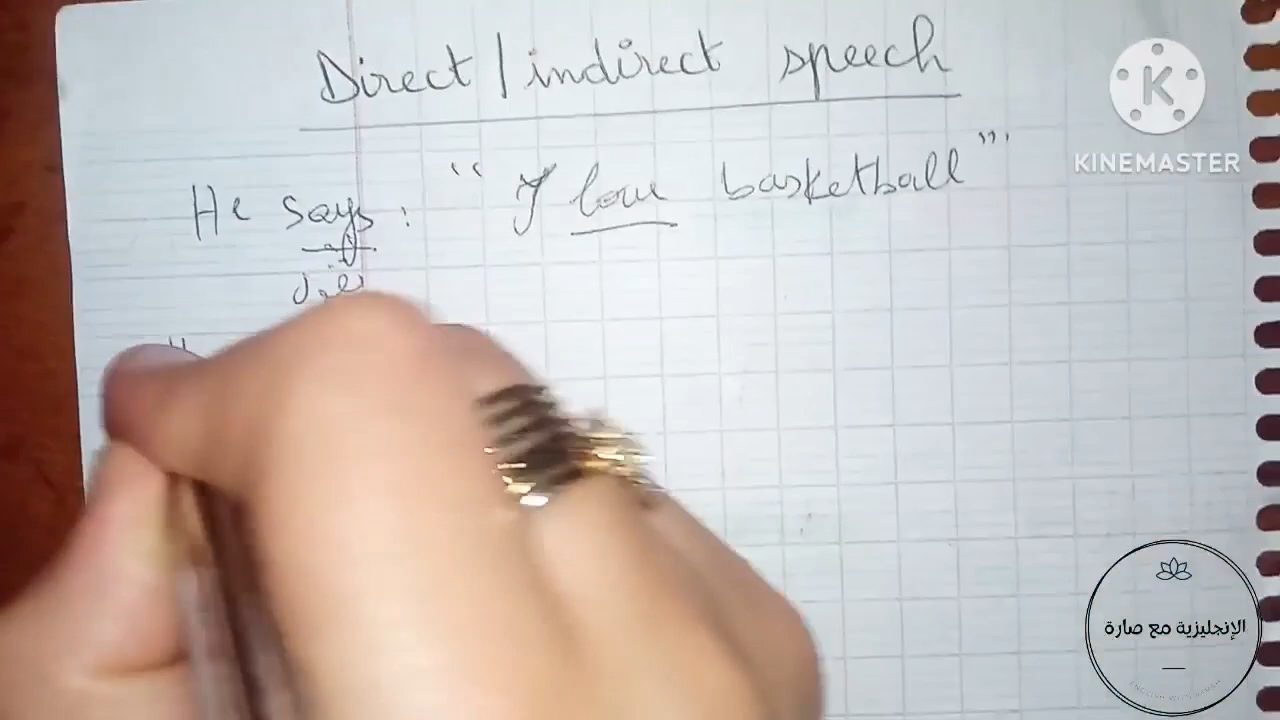 Direct / indirect speech
He says : " I love basketball "
KINEMASTER
الإنجليزية مع صارة